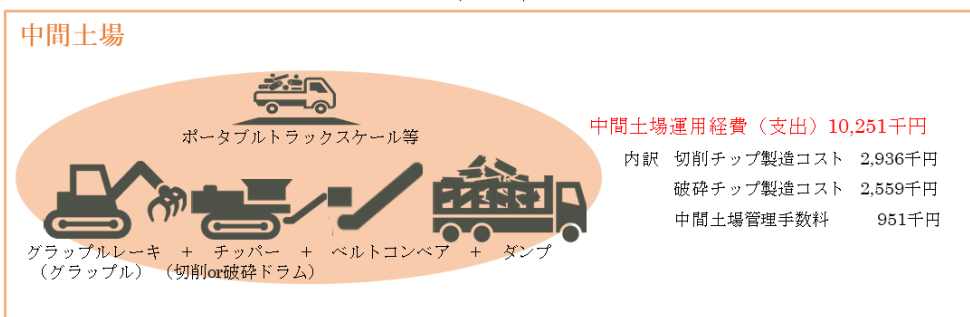 中間土場
ポータブルトラックスケール等
中間土場運用経費（支出）10,251千円
内訳 切削チップ製造コスト 2,936千円
破砕チップ製造コスト 2,559千円
中間土場管理手数料 951千円
グラップルレーキ + チッパー + ベルトコンベア + ダンプ
（グラップル）（切削or破砕ドラム）